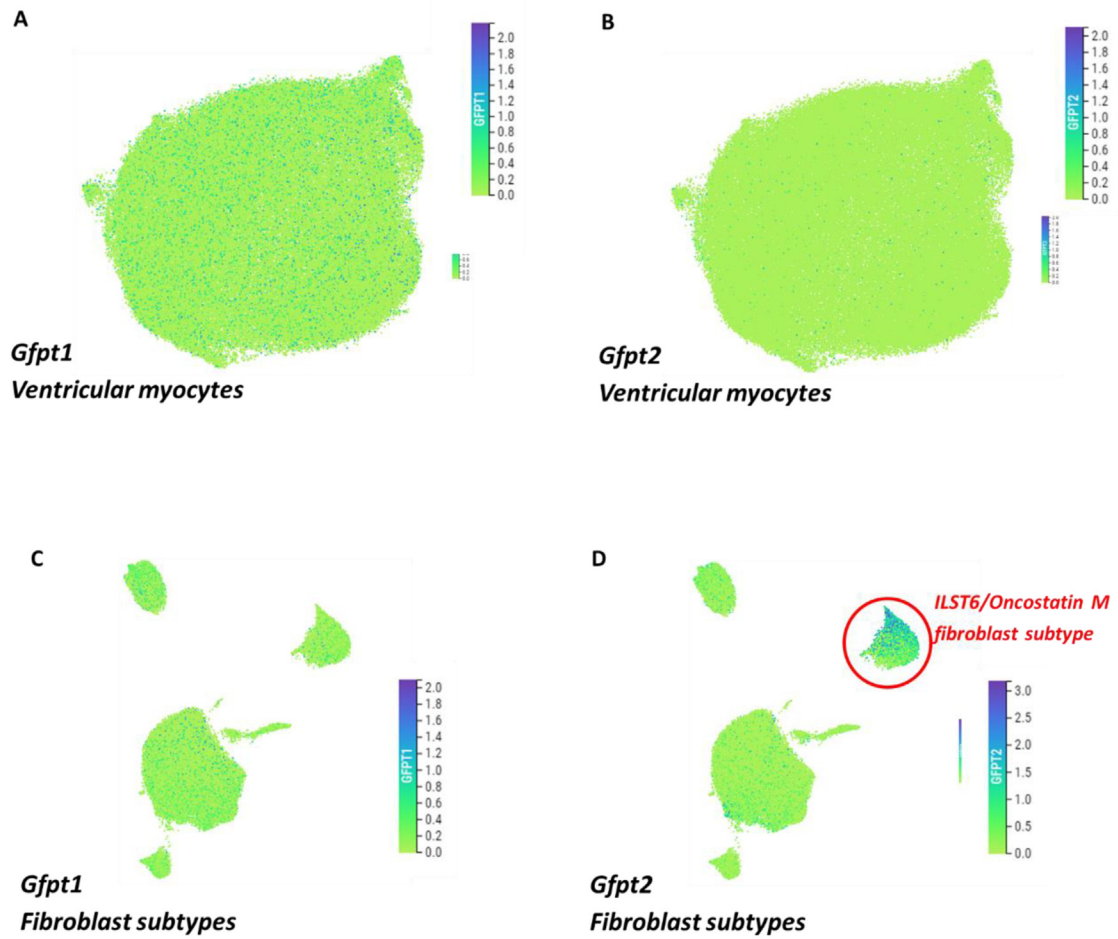 A
2.0
1.8
1.6
1.4
1.2
1.0
0.8
0.6
0.4
0.2
0.0
GFPT1
Gfpt1
Ventricular myocytes
B
2.0
1.8
1.6
1.4
1.2
1.0
0.8
0.6
0.4
0.2
0.0
GFPT2
Gfpt2
Ventricular myocytes
C
2.0
1.8
1.6
1.4
1.2
1.0
0.8
0.6
0.4
0.2
0.0
GFPT1
Gfpt1
Fibroblast subtypes
D
ILST6/Oncostatin M
fibroblast subtype
3.0
2.5
2.0
1.5
1.0
0.5
0.0
GFPT2
Gfpt2
Fibroblast subtypes